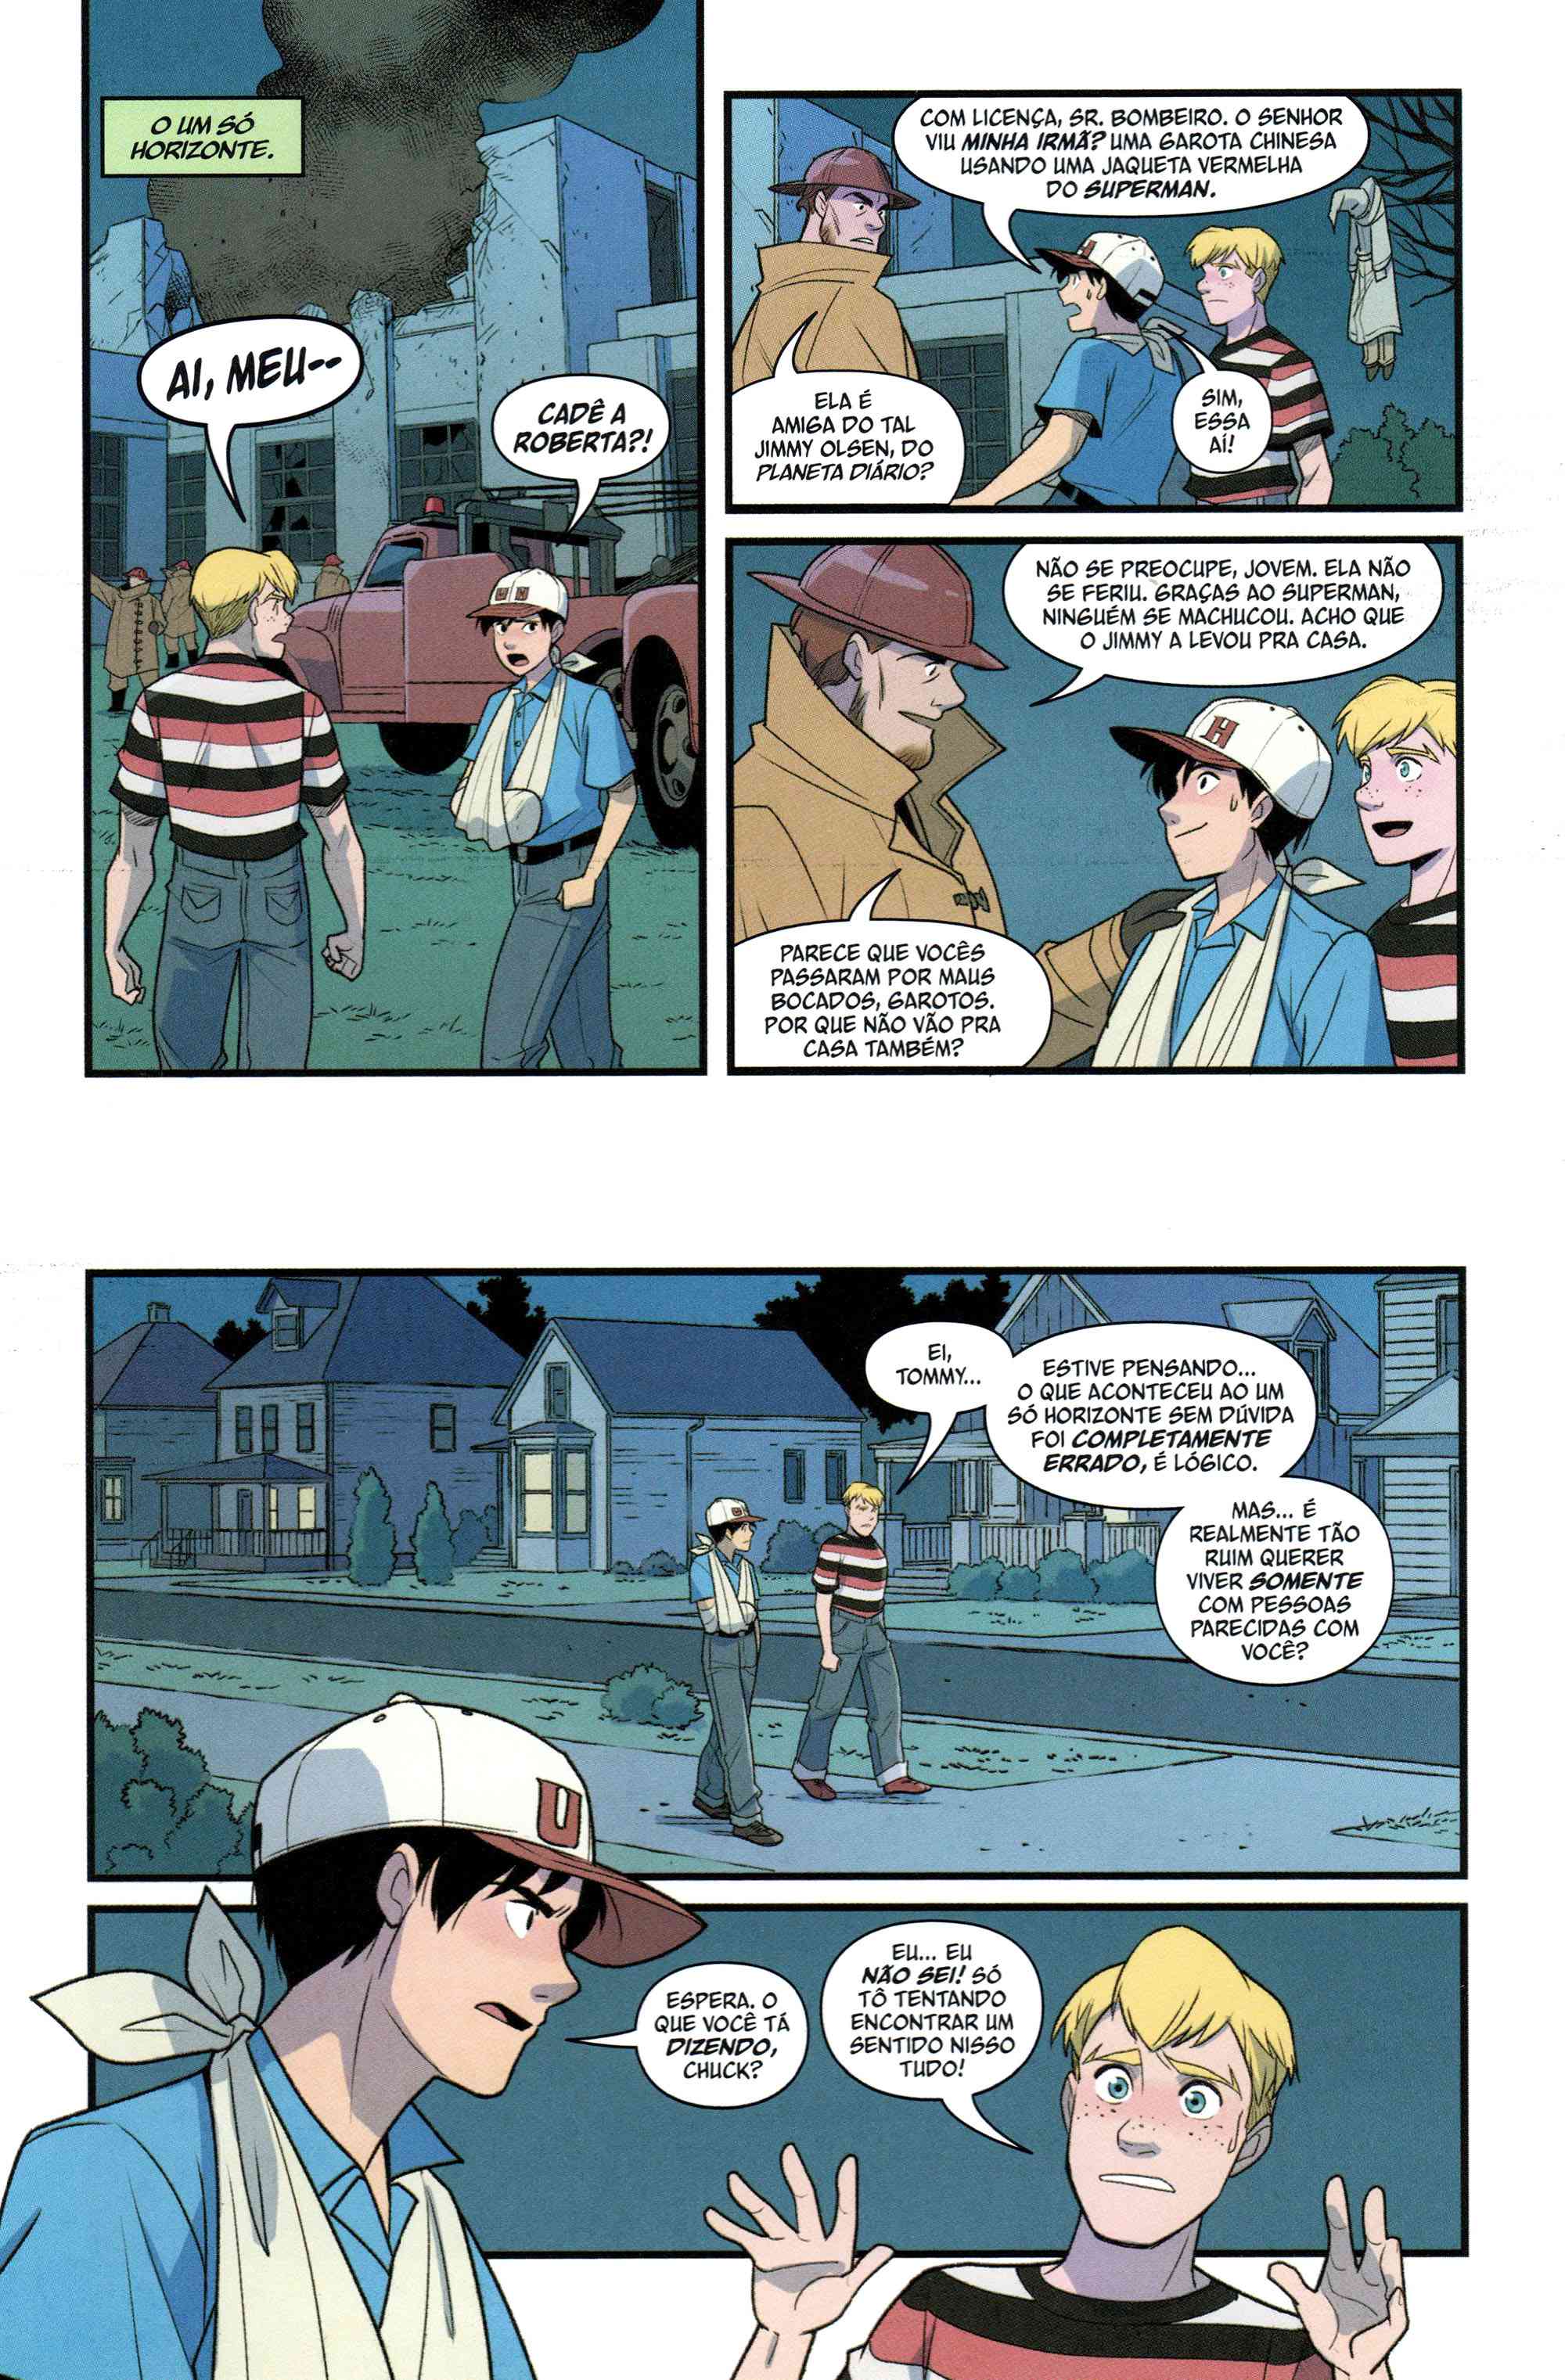 O UM SÓ
HORIZONTE.
AI, MEU--
CADÊ A
ROBERTA?!
COM LICENÇA, SR. BOMBEIRO. O SENHOR
VIU MINHA IRMÃ? UMA GAROTA CHINESA
USANDO UMA JAQUETA VERMELHA
DO SUPERMAN.
ELA É
AMIGA DO TAL
JIMMY OLSEN, DO
PLANETA DIÁRIO?
SIM,
ESSA
AÍ!
NÃO SE PREOCUPE, JOVEM. ELA NÃO
SE FERIU. GRAÇAS AO SUPERMAN,
NINGUÉM SE MACHUCOU. ACHO QUE
O JIMMY A LEVOU PRA CASA.
PARECE QUE VOCÊS
PASSARAM POR MAUS
BOCADOS, GAROTOS.
POR QUE NÃO VÃO PRA
CASA TAMBÉM?
EI,
TOMMY...
ESTIVE PENSANDO...
O QUE ACONTECEU AO UM
SÓ HORIZONTE SEM DÚVIDA
FOI COMPLETAMENTE
ERRADO, É LÓGICO.
MAS... É
REALMENTE TÃO
RUIM QUERER
VIVER SOMENTE
COM PESSOAS
PARECIDAS COM
VOCÊ?
U
ESPERA. O
QUE VOCÊ TÁ
DIZENDO,
CHUCK?
EU... EU
NÃO SEI! SÓ
TÔ TENTANDO
ENCONTRAR UM
SENTIDO NISSO
TUDO!